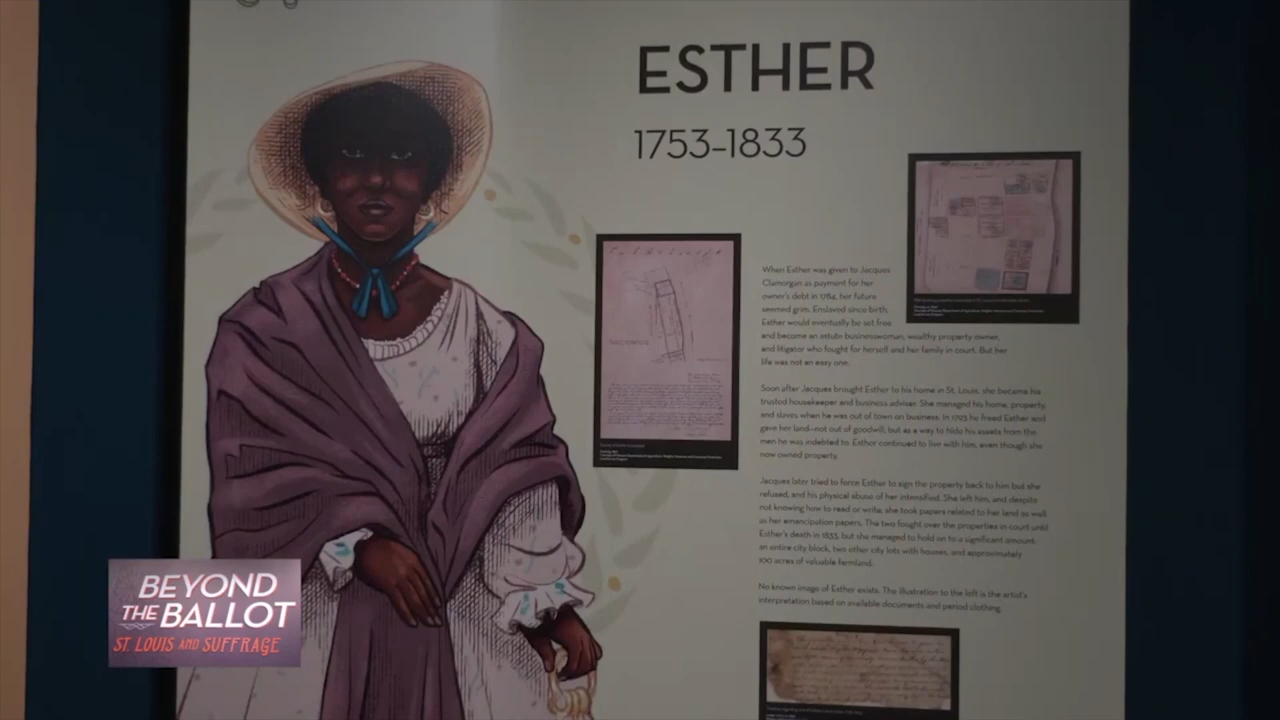 ESTHER
1753–1833
When Esther was given to Jacques
Clamorgan as payment for her
owner's debt in 1784, her future
seemed grim. Enslaved since birth,
Esther would eventually be set free
and become an astute businesswoman, wealthy property owner,
and litigator who fought for herself and her family in court. But her
life was not an easy one.
Soon after Jacques brought Esther to his home in St. Louis, she became his
trusted housekeeper and business adviser. She managed his home, property,
and slaves when he was out of town on business. In 1793 he freed Esther and
gave her land—not out of goodwill, but as a way to hide his assets from the
men he was indebted to. Esther continued to live with him, even though she
now owned property.
Jacques later tried to force Esther to sign the property back to him but she
refused, and his physical abuse of her intensified. She left him, and despite
not knowing how to read or write, she took papers related to her land as well
as her emancipation papers. The two fought over the properties in court until
Esther's death in 1833, but she managed to hold on to a significant amount:
an entire city block, two other city lots with houses, and approximately
100 acres of valuable farmland.
No known image of Esther exists. The illustration to the left is the artist's
interpretation based on available documents and period clothing.
BEYOND
THE BALLOT
ST. LOUIS AND SUFFRAGE